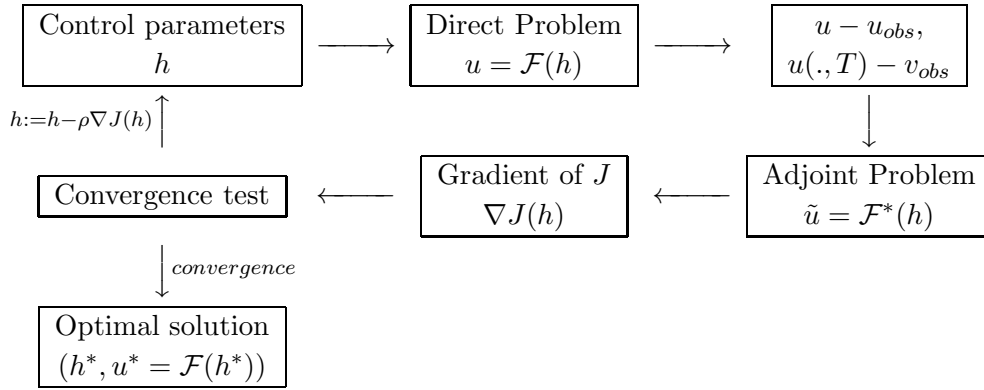 Control parameters
h
Direct Problem
u = ℱ(h)
u − u_obs,
u(., T) − v_obs
h:=h−ρ∇J(h)
Convergence test
Gradient of J
∇J(h)
Adjoint Problem
ũ = ℱ*(h)
convergence
Optimal solution
(h*, u* = ℱ(h*))